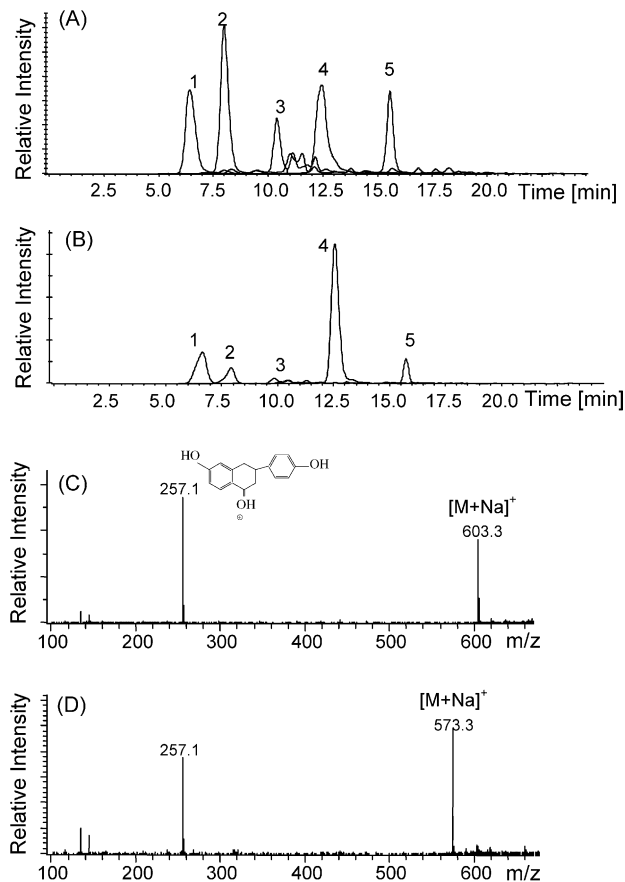 (A)
Relative Intensity
1
2
3
4
5
2.5 5.0 7.5 10.0 12.5 15.0 17.5 20.0 Time [min]
(B)
Relative Intensity
1
2
3
4
5
2.5 5.0 7.5 10.0 12.5 15.0 17.5 20.0 Time [min]
(C)
Relative Intensity
HO
OH
OH
⊕
257.1
[M+Na]+
603.3
100 200 300 400 500 600 m/z
(D)
Relative Intensity
257.1
[M+Na]+
573.3
100 200 300 400 500 600 m/z